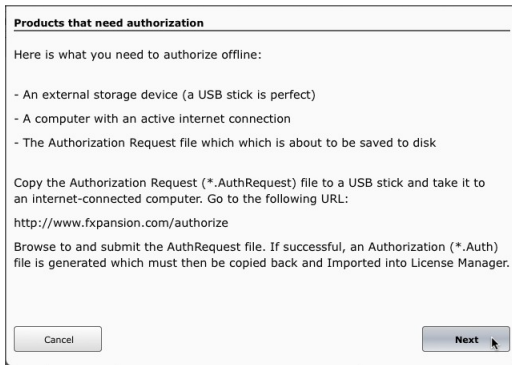 Products that need authorization
Here is what you need to authorize offline:
- An external storage device (a USB stick is perfect)
- A computer with an active internet connection
- The Authorization Request file which which is about to be saved to disk
Copy the Authorization Request (*.AuthRequest) file to a USB stick and take it to
an internet-connected computer. Go to the following URL:
http://www.fxpansion.com/authorize
Browse to and submit the AuthRequest file. If successful, an Authorization (*.Auth)
file is generated which must then be copied back and Imported into License Manager.
Cancel
Next